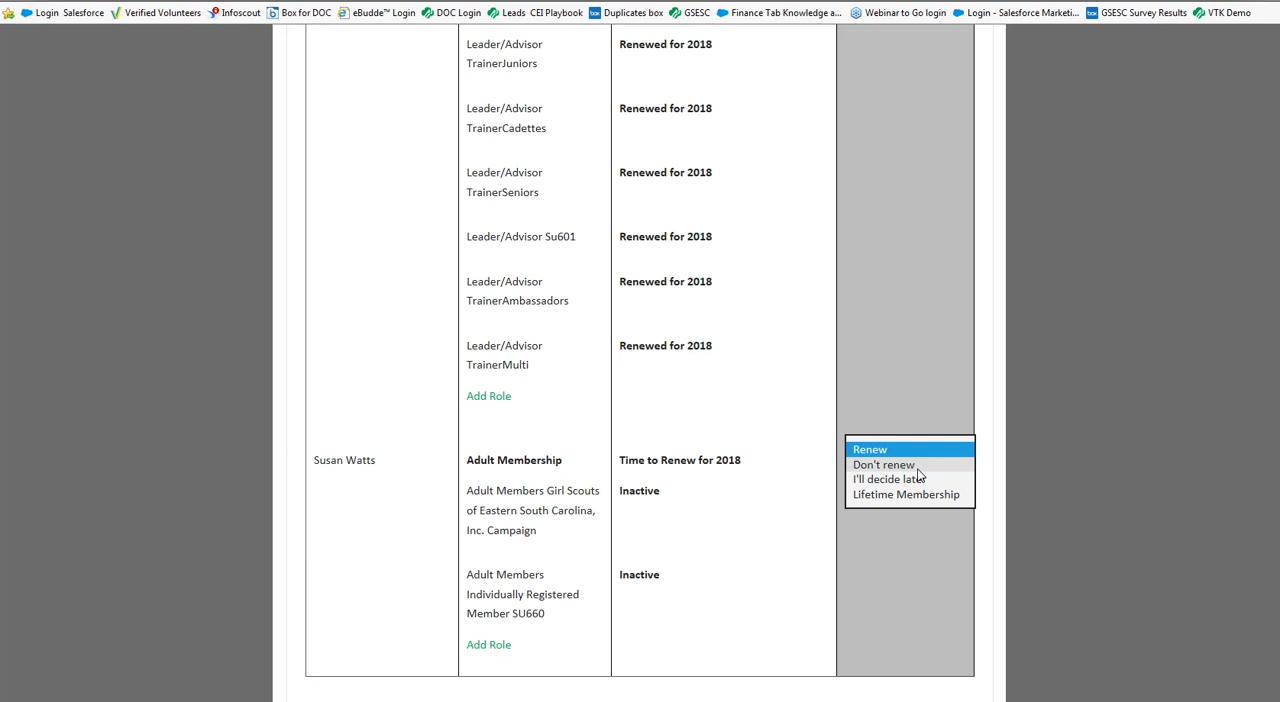 Login Salesforce
Verified Volunteers
Infoscout
Box for DOC
eBudde™ Login
DOC Login
Leads CEI Playbook
Duplicates box
GSESC
Finance Tab Knowledge a...
Webinar to Go login
Login - Salesforce Marketi...
GSESC Survey Results
VTK Demo
Leader/Advisor
TrainerJuniors
Renewed for 2018
Leader/Advisor
TrainerCadettes
Renewed for 2018
Leader/Advisor
TrainerSeniors
Renewed for 2018
Leader/Advisor Su601
Renewed for 2018
Leader/Advisor
TrainerAmbassadors
Renewed for 2018
Leader/Advisor
TrainerMulti
Renewed for 2018
Add Role
Susan Watts
Adult Membership
Time to Renew for 2018
Renew
Don't renew
I'll decide later
Lifetime Membership
Adult Members Girl Scouts
of Eastern South Carolina,
Inc. Campaign
Inactive
Adult Members
Individually Registered
Member SU660
Inactive
Add Role